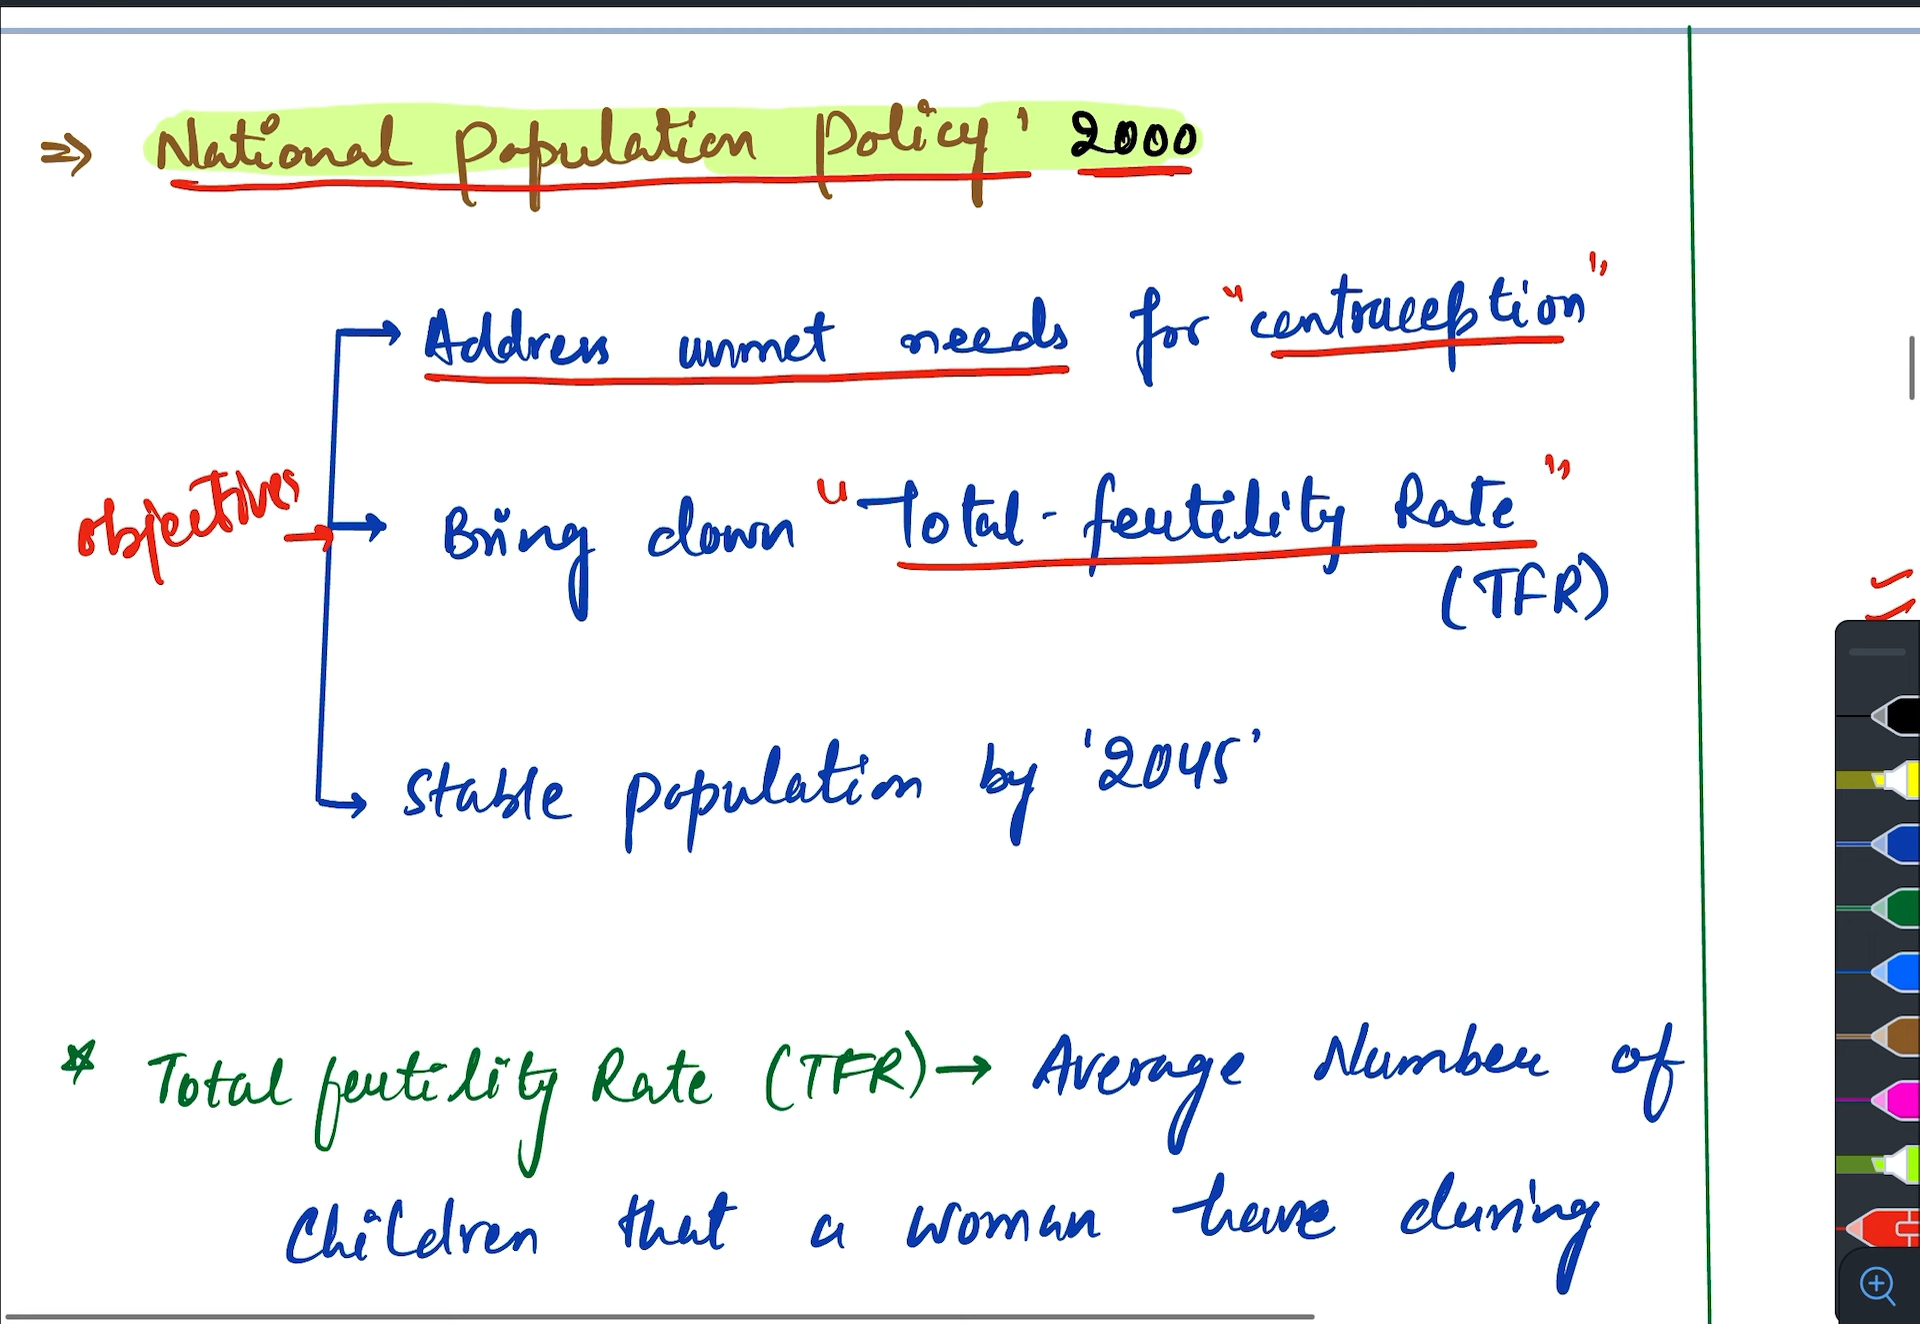 ⇒ National Population Policy' 2000
→ Address unmet needs for "contraception"
objectives → → Bring down "Total-fertility Rate"
(TFR)
→ Stable population by '2045'
* Total fertility Rate (TFR) → Average Number of
Children that a woman have during